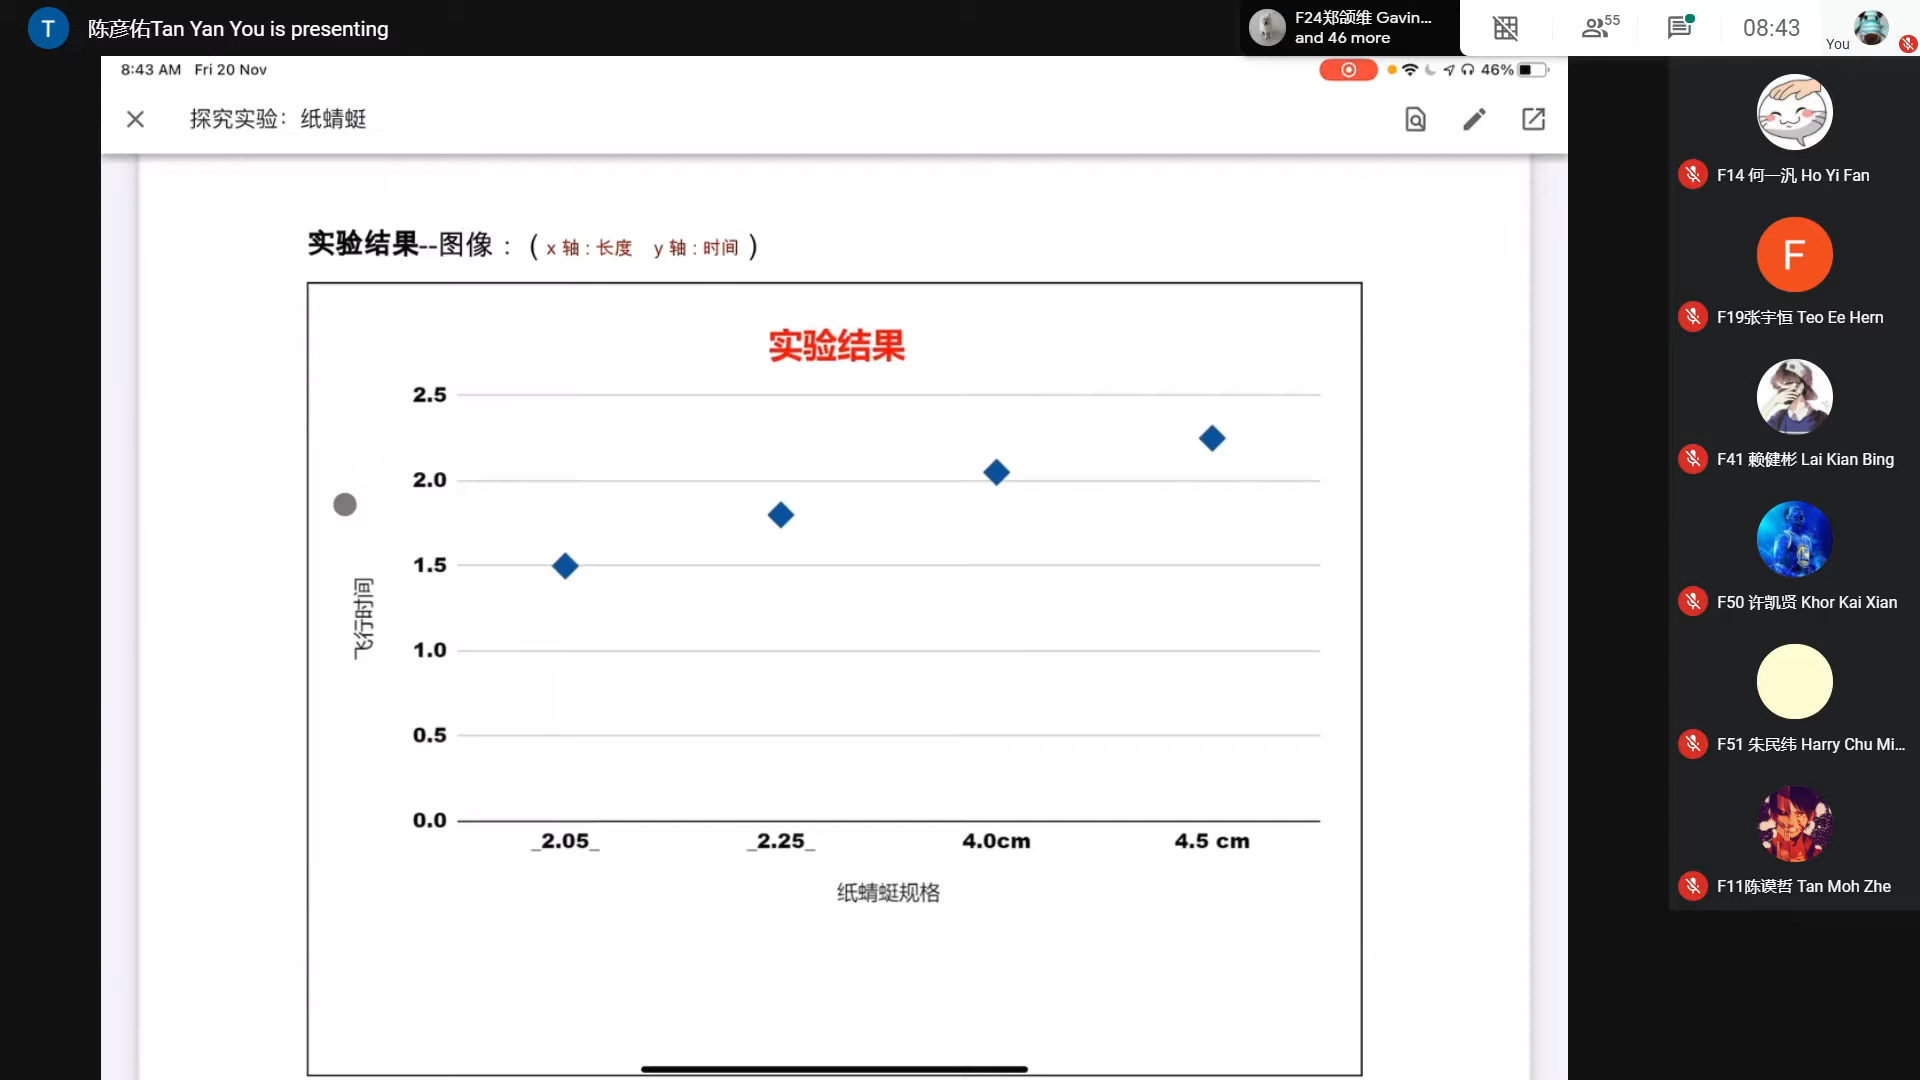 T 陈彦佑Tan Yan You is presenting
F24郑颌维 Gavin...
and 46 more
55
08:43
You
8:43 AM Fri 20 Nov
46%
探究实验：纸蜻蜓
实验结果--图像：( x 轴 : 长度 y 轴 : 时间 )
实验结果
2.5
2.0
1.5
1.0
0.5
0.0
飞行时间
_2.05_ _2.25_ 4.0cm 4.5 cm
纸蜻蜓规格
F14 何一汎 Ho Yi Fan
F
F19张宇恒 Teo Ee Hern
F41 赖健彬 Lai Kian Bing
F50 许凯贤 Khor Kai Xian
F51 朱民纬 Harry Chu Mi...
F11陈谟哲 Tan Moh Zhe